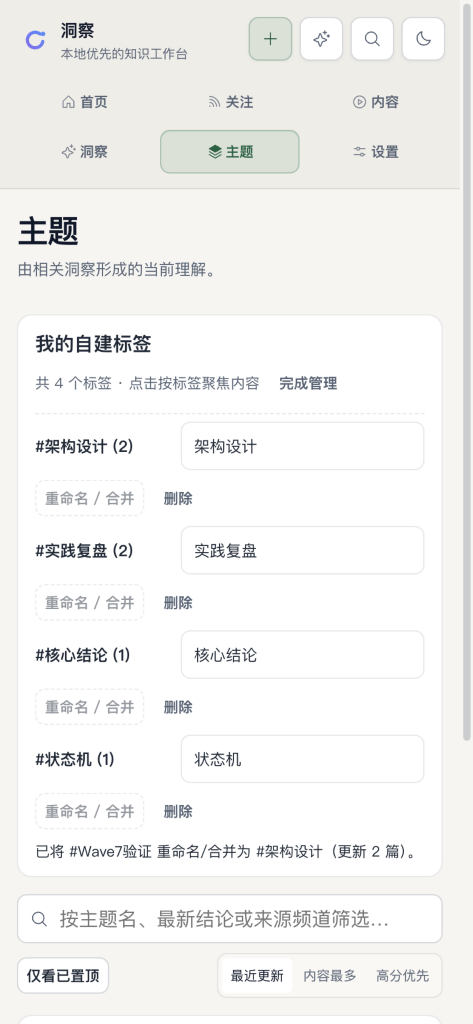 洞察
本地优先的知识工作台
首页 关注 内容
洞察 主题 设置
主题
由相关洞察形成的当前理解。
我的自建标签
共 4 个标签 · 点击按标签聚焦内容 完成管理
#架构设计 (2) 架构设计
重命名 / 合并 删除
#实践复盘 (2) 实践复盘
重命名 / 合并 删除
#核心结论 (1) 核心结论
重命名 / 合并 删除
#状态机 (1) 状态机
重命名 / 合并 删除
已将 #Wave7验证 重命名/合并为 #架构设计（更新 2 篇）。
按主题名、最新结论或来源频道筛选…
仅看已置顶 最近更新 内容最多 高分优先